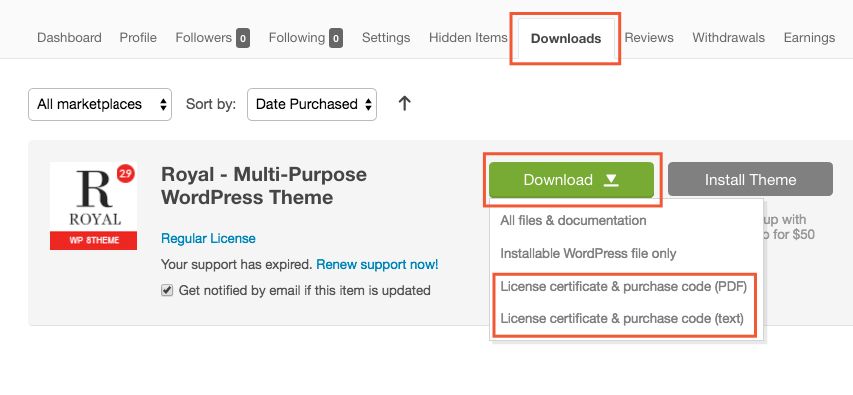 Dashboard Profile Followers 0 Following 0 Settings Hidden Items Downloads Reviews Withdrawals Earnings
All marketplaces Sort by: Date Purchased
R
29
ROYAL
WP 8THEME
Royal - Multi-Purpose
WordPress Theme
Regular License
Your support has expired. Renew support now!
Get notified by email if this item is updated
Download Install Theme
All files & documentation
Installable WordPress file only
License certificate & purchase code (PDF)
License certificate & purchase code (text)
up with
for $50